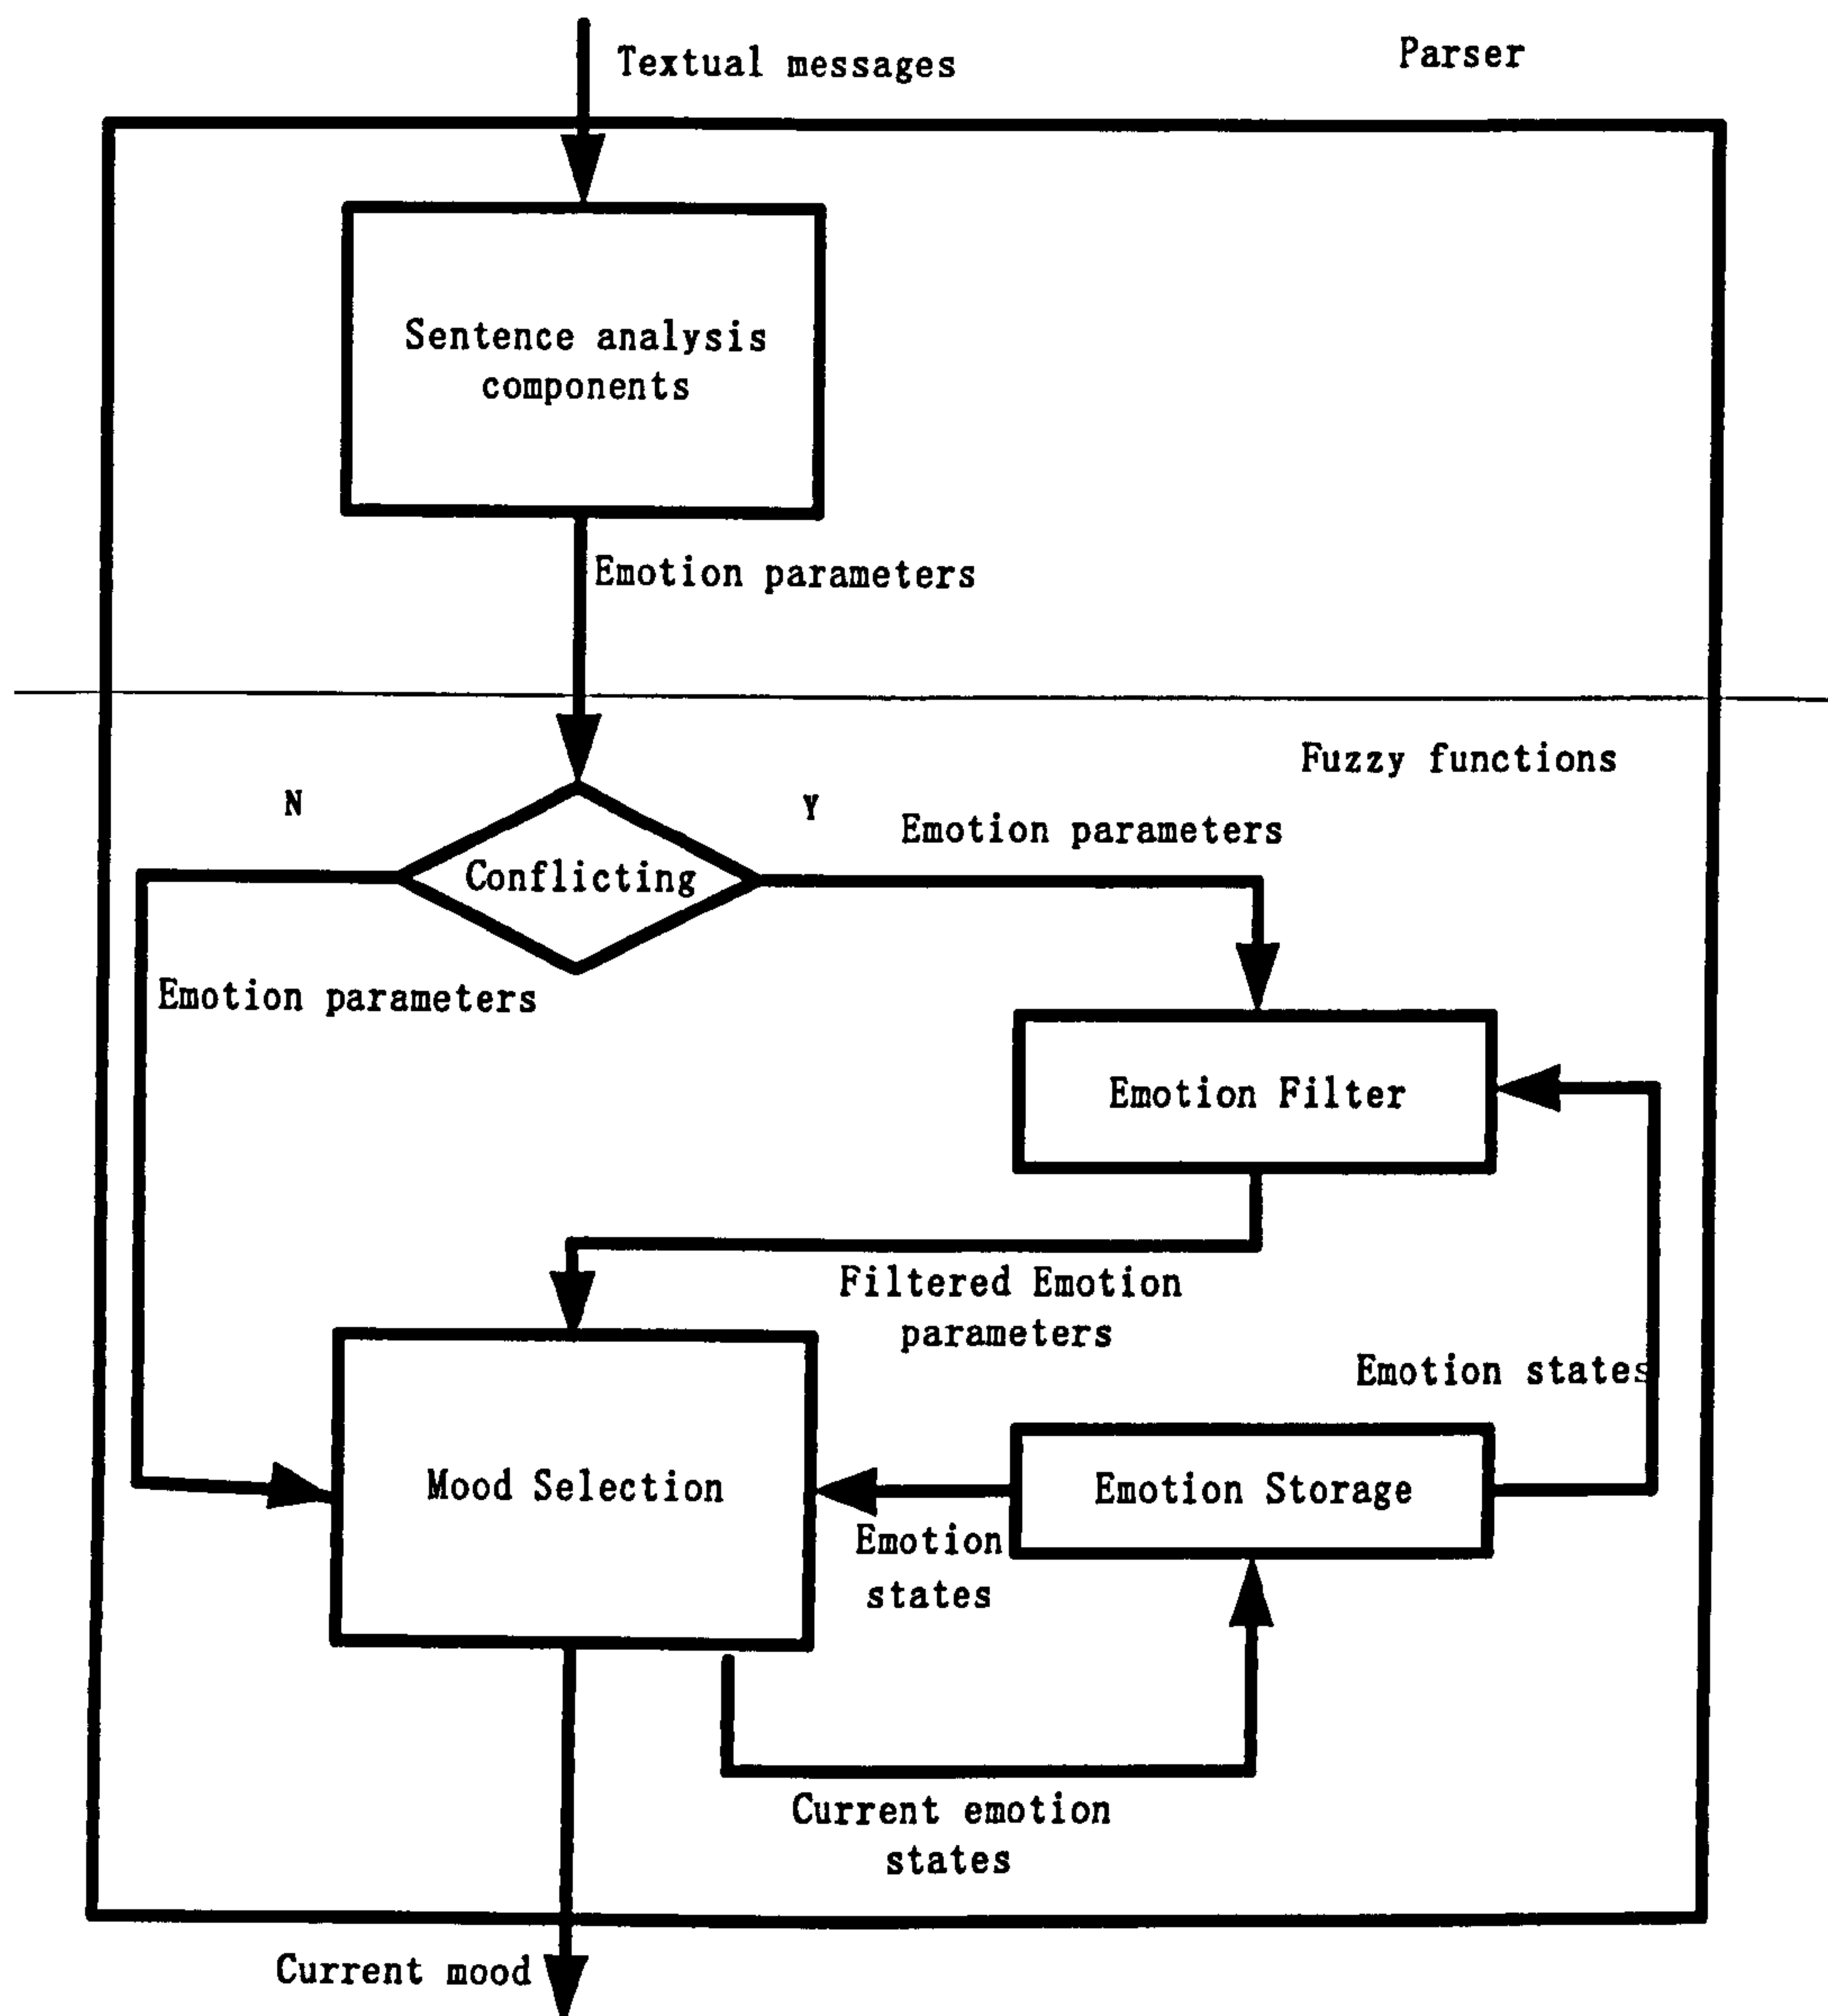 Textual messages
Parser
Sentence analysis
components
Emotion parameters
Fuzzy functions
N
Y
Emotion parameters
Conflicting
Emotion parameters
Emotion Filter
Filtered Emotion
parameters
Emotion states
Mood Selection
Emotion Storage
Emotion
states
Current emotion
states
Current mood